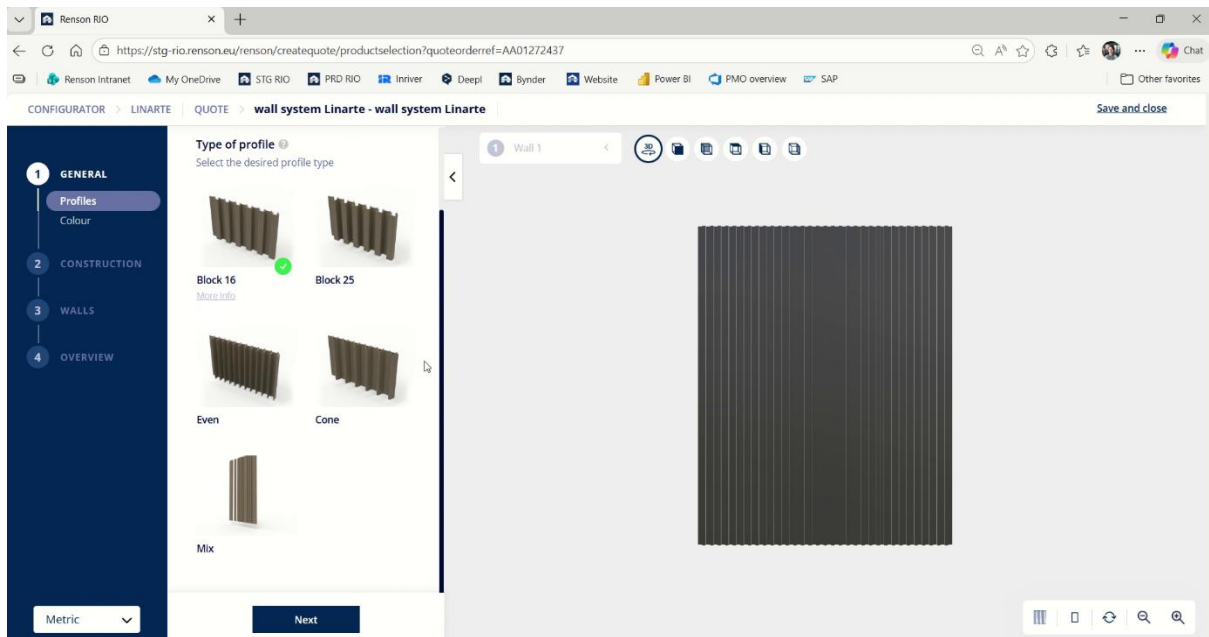 Renson RIO
https://stg-rio.renson.eu/renson/createquote/productselection?quoteorderref=AA01272437
Chat
Renson Intranet My OneDrive STG RIO PRD RIO Inriver Deepl Bynder Website Power BI PMO overview SAP Other favorites
CONFIGURATOR > LINARTE QUOTE > wall system Linarte - wall system Linarte Save and close
1 GENERAL
Profiles
Colour
2 CONSTRUCTION
3 WALLS
4 OVERVIEW
Metric
Type of profile
Select the desired profile type
Block 16
More Info
Block 25
Even
Cone
Mix
Next
1 Wall 1
3D